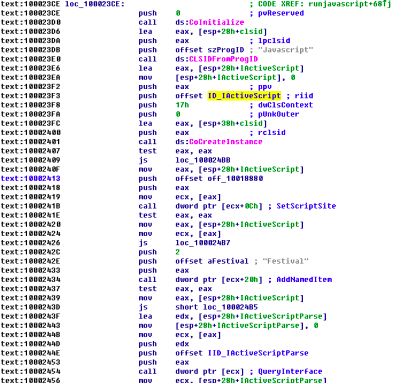 text:100023CE loc_100023CE: ; CODE XREF: runjavascript+68↑j
text:100023CE push 0 ; pvReserved
text:100023D0 call ds:CoInitialize
text:100023D6 lea eax, [esp+28h+clsid]
text:100023DA push eax ; lpclsid
text:100023DB push offset szProgID ; "Javascript"
text:100023E0 call ds:CLSIDFromProgID
text:100023E6 lea eax, [esp+28h+IActiveScript]
text:100023EA mov [esp+28h+IActiveScript], 0
text:100023F2 push eax ; ppv
text:100023F3 push offset IID_IActiveScript ; riid
text:100023F8 push 17h ; dwClsContext
text:100023FA push 0 ; pUnkOuter
text:100023FC lea eax, [esp+38h+clsid]
text:10002400 push eax ; rclsid
text:10002401 call ds:CoCreateInstance
text:10002407 test eax, eax
text:10002409 js loc_100024BB
text:1000240F mov eax, [esp+28h+IActiveScript]
text:10002413 push offset off_10018880
text:10002418 push eax
text:10002419 mov ecx, [eax]
text:1000241B call dword ptr [ecx+0Ch] ; SetScriptSite
text:1000241E test eax, eax
text:10002420 mov eax, [esp+28h+IActiveScript]
text:10002424 mov ecx, [eax]
text:10002426 js loc_100024B7
text:1000242C push 2
text:1000242E push offset aFestival ; "Festival"
text:10002433 push eax
text:10002434 call dword ptr [ecx+20h] ; AddNamedItem
text:10002437 test eax, eax
text:10002439 mov eax, [esp+28h+IActiveScript]
text:1000243D js short loc_100024B5
text:1000243F lea edx, [esp+28h+IActiveScriptParse]
text:10002443 mov [esp+28h+IActiveScriptParse], 0
text:1000244B mov ecx, [eax]
text:1000244D push edx
text:1000244E push offset IID_IActiveScriptParse
text:10002453 push eax
text:10002454 call dword ptr [ecx] ; QueryInterface
text:10002456 mov ecx, [esp+28h+IActiveScriptParse]